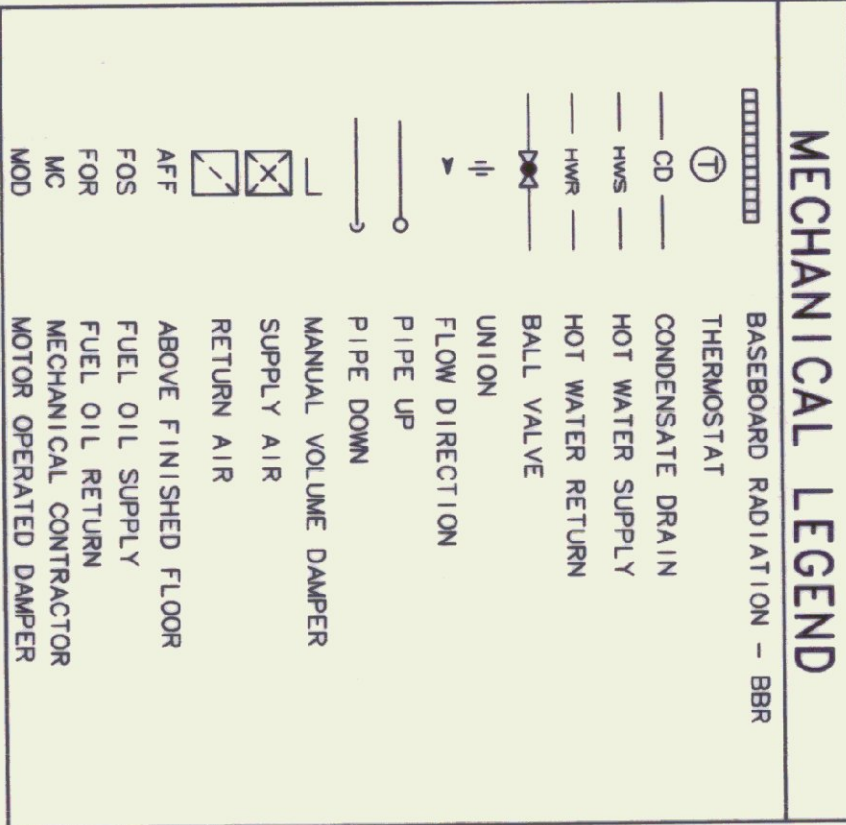 MECHANICAL LEGEND
BASEBOARD RADIATION - BBR
T THERMOSTAT
CD CONDENSATE DRAIN
HWS HOT WATER SUPPLY
HWR HOT WATER RETURN
BALL VALVE
UNION
FLOW DIRECTION
PIPE UP
PIPE DOWN
MANUAL VOLUME DAMPER
SUPPLY AIR
RETURN AIR
AFF ABOVE FINISHED FLOOR
FOS FUEL OIL SUPPLY
FOR FUEL OIL RETURN
MC MECHANICAL CONTRACTOR
MOD MOTOR OPERATED DAMPER